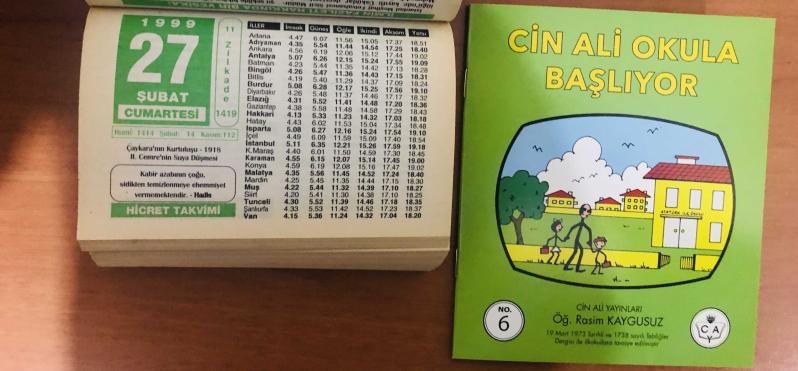 1999
27
ŞUBAT
CUMARTESİ
11
Zilkade
1419
Rumi: 1414 Şubat: 14 Kasım: 112
Çaykara'nın Kurtuluşu - 1918
II. Cemre'nin Suya Düşmesi
Kabir azabının çoğu,
sidikten temizlenmeye ehemmiyet
vermemektendir. - Hadis
HİCRET TAKVİMİ
İLLER İmsak Güneş Öğle İkindi Akşam Yatsı
Adana 4.47 6.07 11.56 15.05 17.37 18.51
Adıyaman 4.35 5.54 11.44 14.54 17.25 18.40
Ankara 4.56 6.19 12.06 15.12 17.44 19.02
Antalya 5.07 6.26 12.15 15.24 17.55 19.09
Batman 4.23 5.44 11.35 14.42 17.13 18.28
Bingöl 4.26 5.47 11.36 14.43 17.15 18.31
Bitlis 4.19 5.40 11.29 14.37 17.09 18.24
Burdur 5.08 6.28 12.17 15.25 17.56 19.10
Diyarbakır 4.26 5.48 11.37 14.46 17.17 18.32
Elazığ 4.31 5.52 11.41 14.48 17.20 18.36
Gaziantep 4.38 5.58 11.48 14.58 17.29 18.43
Hakkari 4.13 5.33 11.23 14.32 17.03 18.18
Hatay 4.43 6.02 11.53 15.04 17.34 18.48
Isparta 5.08 6.27 12.16 15.24 17.54 19.10
İçel 4.49 6.09 11.59 15.09 17.40 18.54
İstanbul 5.11 6.35 12.21 15.26 17.59 19.18
K.Maraş 4.40 6.01 11.50 14.59 17.30 18.45
Karaman 4.55 6.15 12.07 15.14 17.45 19.00
Konya 4.59 6.19 12.08 15.16 17.47 19.02
Malatya 4.35 5.56 11.45 14.52 17.24 18.40
Mardin 4.25 5.45 11.35 14.44 17.15 18.30
Muş 4.22 5.44 11.32 14.39 17.10 18.27
Siirt 4.20 5.41 11.30 14.38 17.10 18.25
Tunceli 4.30 5.52 11.39 14.46 17.18 18.35
Şanlıurfa 4.33 5.53 11.42 14.52 17.23 18.37
Van 4.15 5.36 11.24 14.32 17.04 18.20
CİN ALİ OKULA
BAŞLIYOR
ATATÜRK İLKOKULU
CİN ALİ YAYINLARI
Öğ. Rasim KAYGUSUZ
19 Mart 1973 Tarihli ve 1738 sayılı Tebliğler
Dergisi ile ilkokullara tavsiye edilmiştir
NO.
6
C A
Y